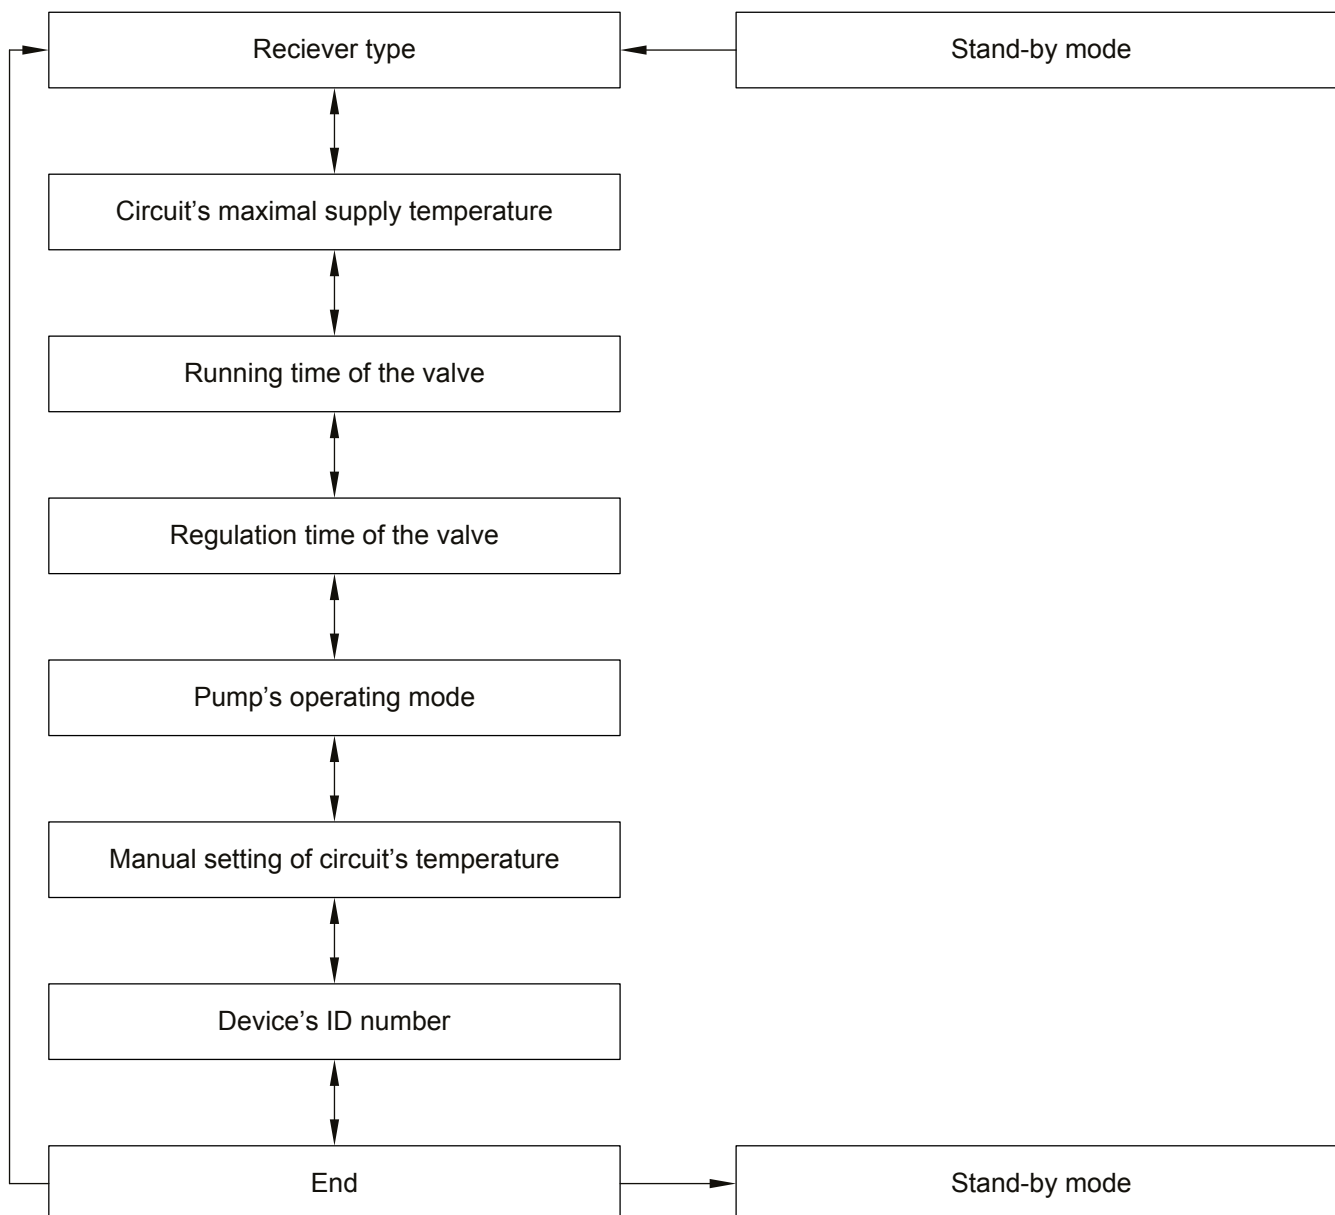 Reciever type
Stand-by mode
Circuit’s maximal supply temperature
Running time of the valve
Regulation time of the valve
Pump’s operating mode
Manual setting of circuit’s temperature
Device’s ID number
End
Stand-by mode